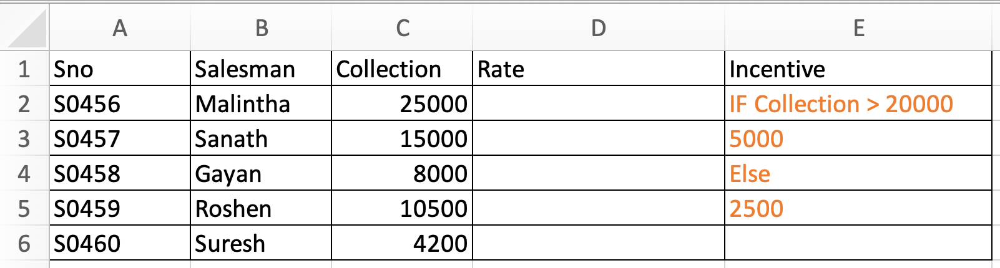 A B C D E
1 Sno Salesman Collection Rate Incentive
2 S0456 Malintha 25000 IF Collection > 20000
3 S0457 Sanath 15000 5000
4 S0458 Gayan 8000 Else
5 S0459 Roshen 10500 2500
6 S0460 Suresh 4200